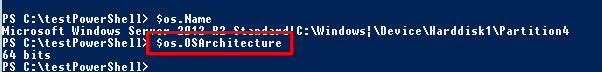 PS C:\testPowerShell> $os.Name
Microsoft Windows Server 2012 R2 Standard|C:\Windows|\Device\Harddisk1\Partition4
PS C:\testPowerShell> $os.OSArchitecture
64 bits
PS C:\testPowerShell>